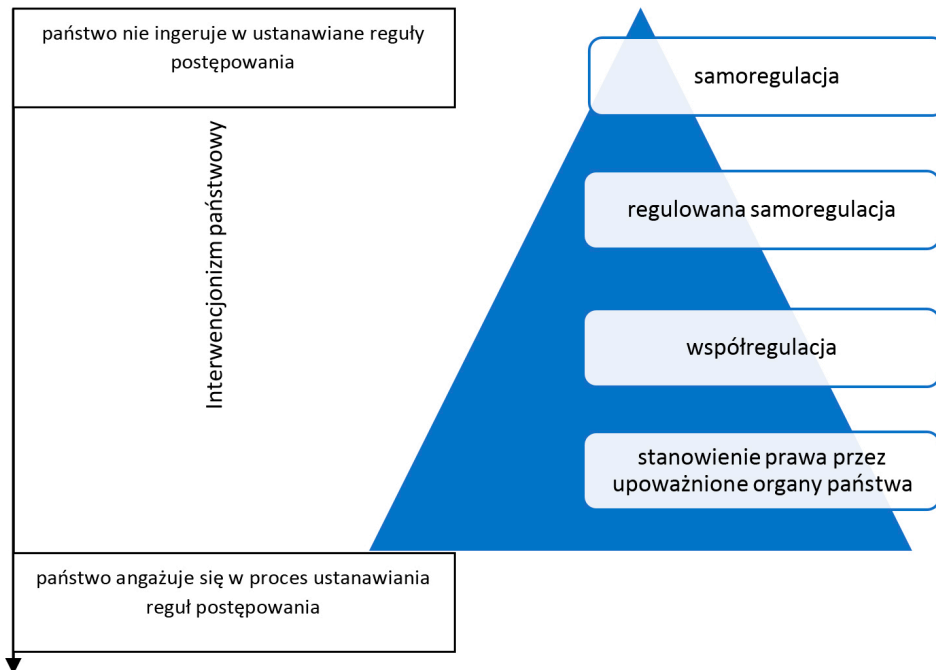 państwo nie ingeruje w ustanawiane reguły
postępowania
Interwencjonizm państwowy
samoregulacja
regulowana samoregulacja
współregulacja
stanowienie prawa przez
upoważnione organy państwa
państwo angażuje się w proces ustanawiania
reguł postępowania